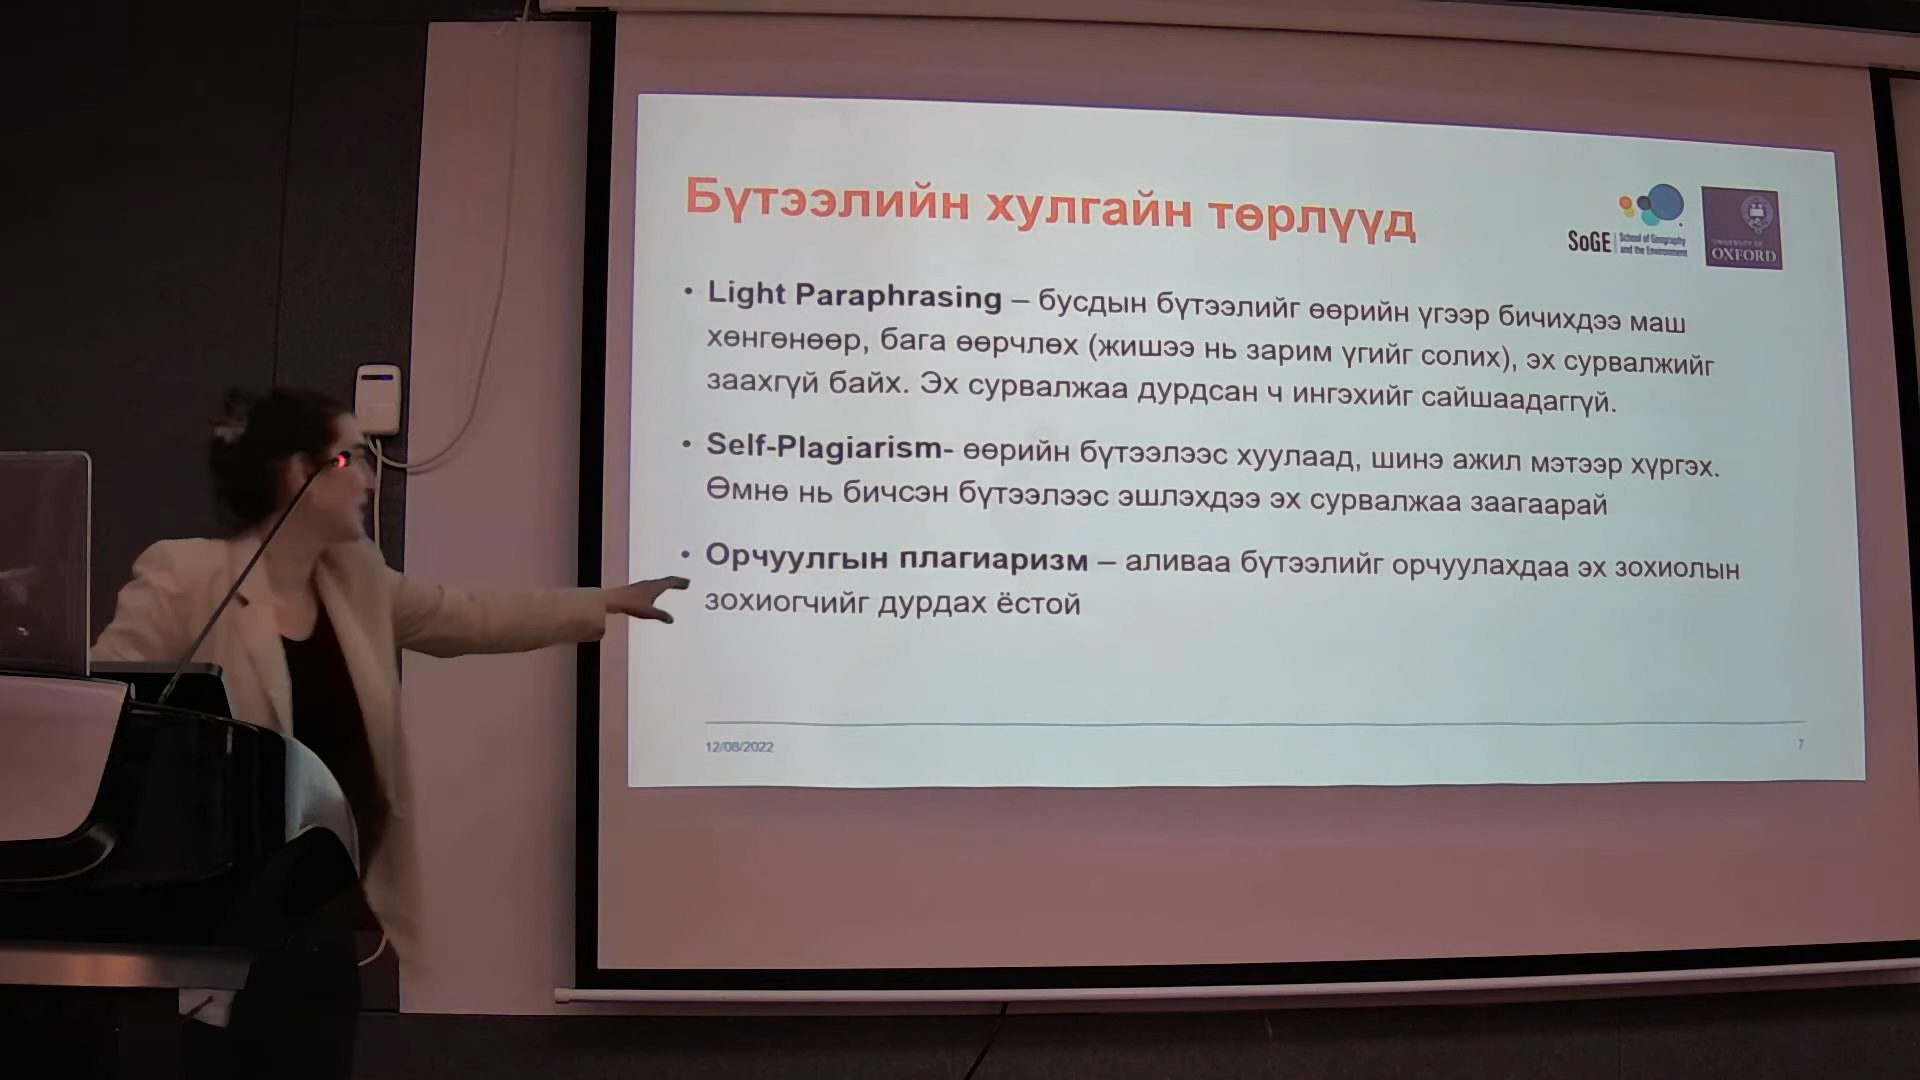 Бүтээлийн хулгайн төрлүүд
SoGE
School of Geography
and the Environment
UNIVERSITY OF
OXFORD
• Light Paraphrasing – бусдын бүтээлийг өөрийн үгээр бичихдээ маш
хөнгөнөөр, бага өөрчлөх (жишээ нь зарим үгийг солих), эх сурвалжийг
заахгүй байх. Эх сурвалжаа дурдсан ч ингэхийг сайшаадаггүй.
• Self-Plagiarism- өөрийн бүтээлээс хуулаад, шинэ ажил мэтээр хүргэх.
Өмнө нь бичсэн бүтээлээс эшлэхдээ эх сурвалжаа заагаарай
• Орчуулгын плагиаризм – аливаа бүтээлийг орчуулахдаа эх зохиолын
зохиогчийг дурдах ёстой
12/08/2022
7